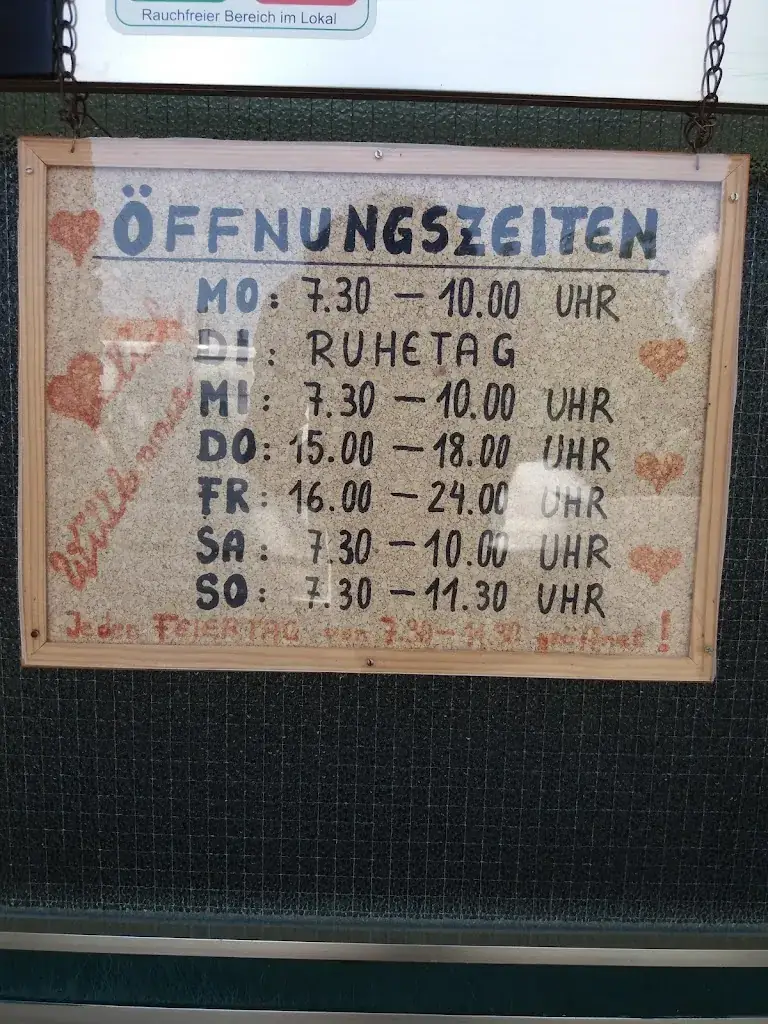 Rauchfreier Bereich im Lokal
ÖFFNUNGSZEITEN
MO: 7.30 — 10.00 UHR
DI: RUHETAG
MI: 7.30 — 10.00 UHR
DO: 15.00 — 18.00 UHR
FR: 16.00 — 24.00 UHR
SA: 7.30 — 10.00 UHR
SO: 7.30 — 11.30 UHR
Jeden FEIERTAG von 7.30 — 11.30 geöffnet!